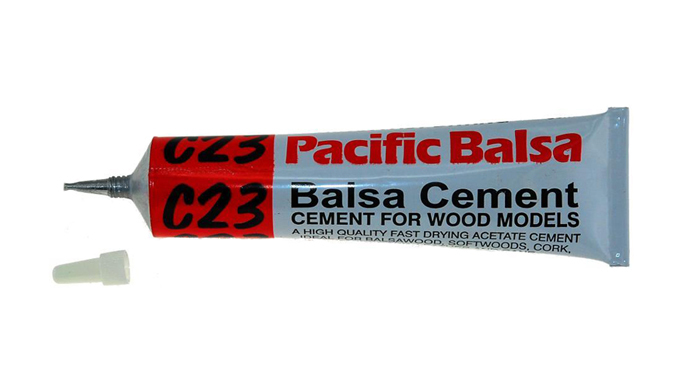 C23 Pacific Balsa
C23 Balsa Cement
CEMENT FOR WOOD MODELS
A HIGH QUALITY FAST DRYING ACETATE CEMENT
IDEAL FOR BALSAWOOD, SOFTWOODS, CORK,